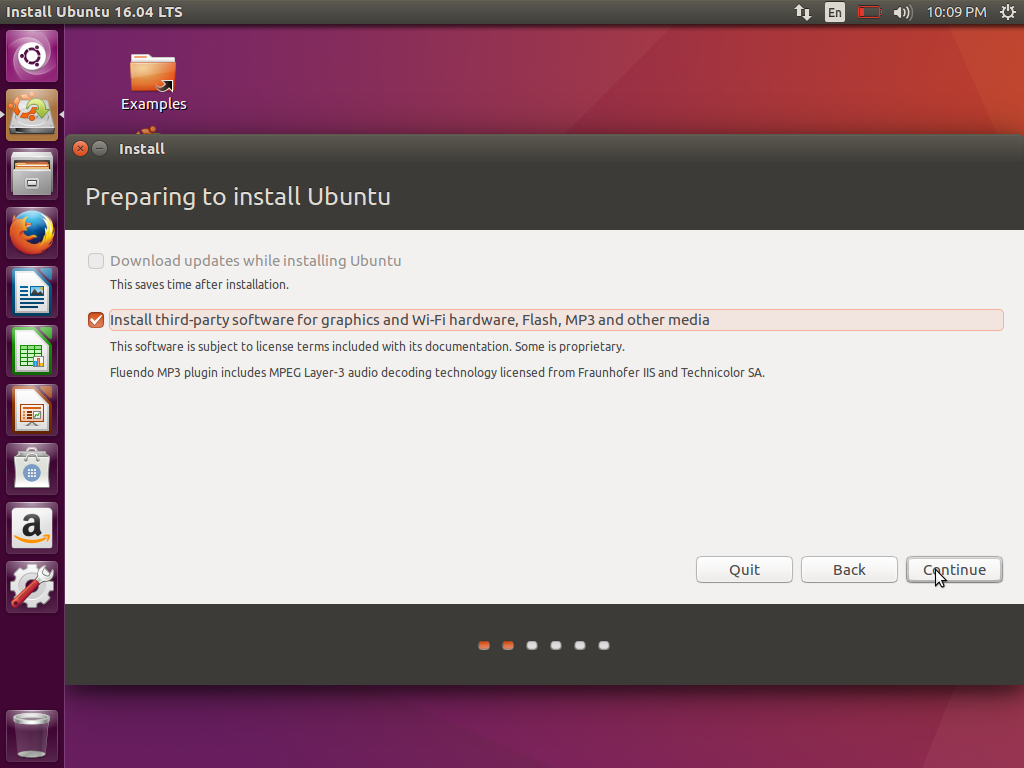 Install Ubuntu 16.04 LTS
En
10:09 PM
Examples
Install
Preparing to install Ubuntu
Download updates while installing Ubuntu
This saves time after installation.
Install third-party software for graphics and Wi-Fi hardware, Flash, MP3 and other media
This software is subject to license terms included with its documentation. Some is proprietary.
Fluendo MP3 plugin includes MPEG Layer-3 audio decoding technology licensed from Fraunhofer IIS and Technicolor SA.
a
Quit
Back
Continue